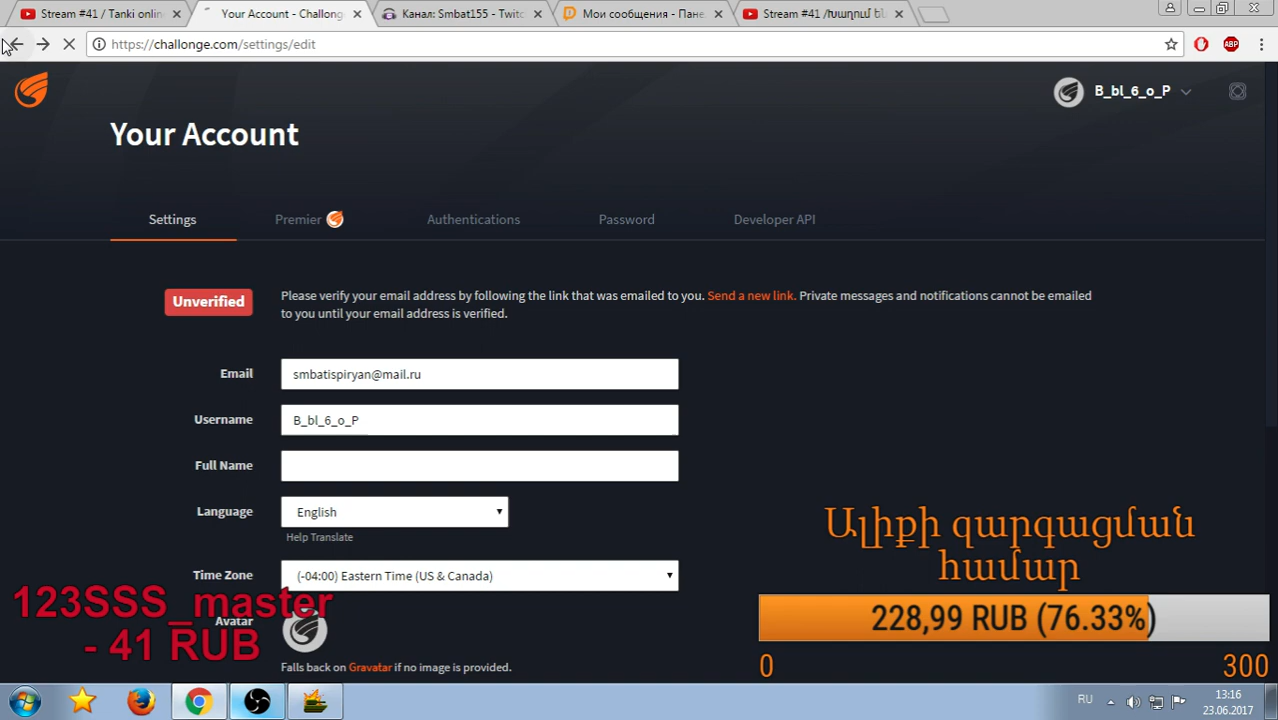 Stream #41 / Tanki onlin
Your Account - Challong
Канал: Smbat155 - Twitc
Мои сообщения - Пане
Stream #41 /Խաղում են
https://challonge.com/settings/edit
ABP
B_bl_6_o_P
Your Account
Settings
Premier
Authentications
Password
Developer API
Unverified
Please verify your email address by following the link that was emailed to you. Send a new link. Private messages and notifications cannot be emailed
to you until your email address is verified.
Email
smbatispiryan@mail.ru
Username
B_bl_6_o_P
Full Name
Language
English
Help Translate
Time Zone
(-04:00) Eastern Time (US & Canada)
Avatar
Falls back on Gravatar if no image is provided.
123SSS_master
- 41 RUB
Ալիքի զարգացման
համար
228,99 RUB (76.33%)
0
300
RU
13:16
23.06.2017